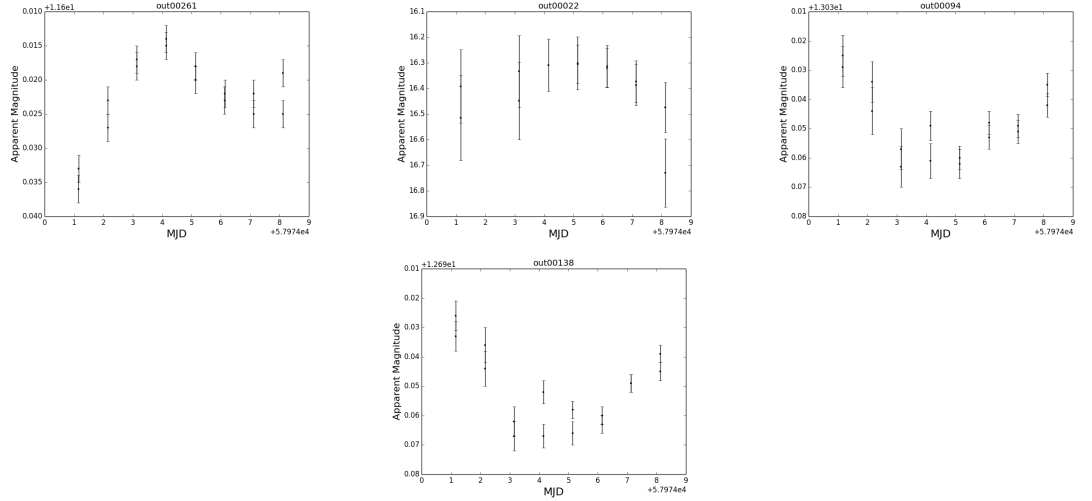 out00261
+1.16e1
0.010
0.015
0.020
0.025
0.030
0.035
0.040
Apparent Magnitude
0 1 2 3 4 5 6 7 8 9
MJD
+5.7974e4
out00022
16.1
16.2
16.3
16.4
16.5
16.6
16.7
16.8
16.9
Apparent Magnitude
0 1 2 3 4 5 6 7 8 9
MJD
+5.7974e4
out00094
+1.303e1
0.01
0.02
0.03
0.04
0.05
0.06
0.07
0.08
Apparent Magnitude
0 1 2 3 4 5 6 7 8 9
MJD
+5.7974e4
out00138
+1.269e1
0.01
0.02
0.03
0.04
0.05
0.06
0.07
0.08
Apparent Magnitude
0 1 2 3 4 5 6 7 8 9
MJD
+5.7974e4